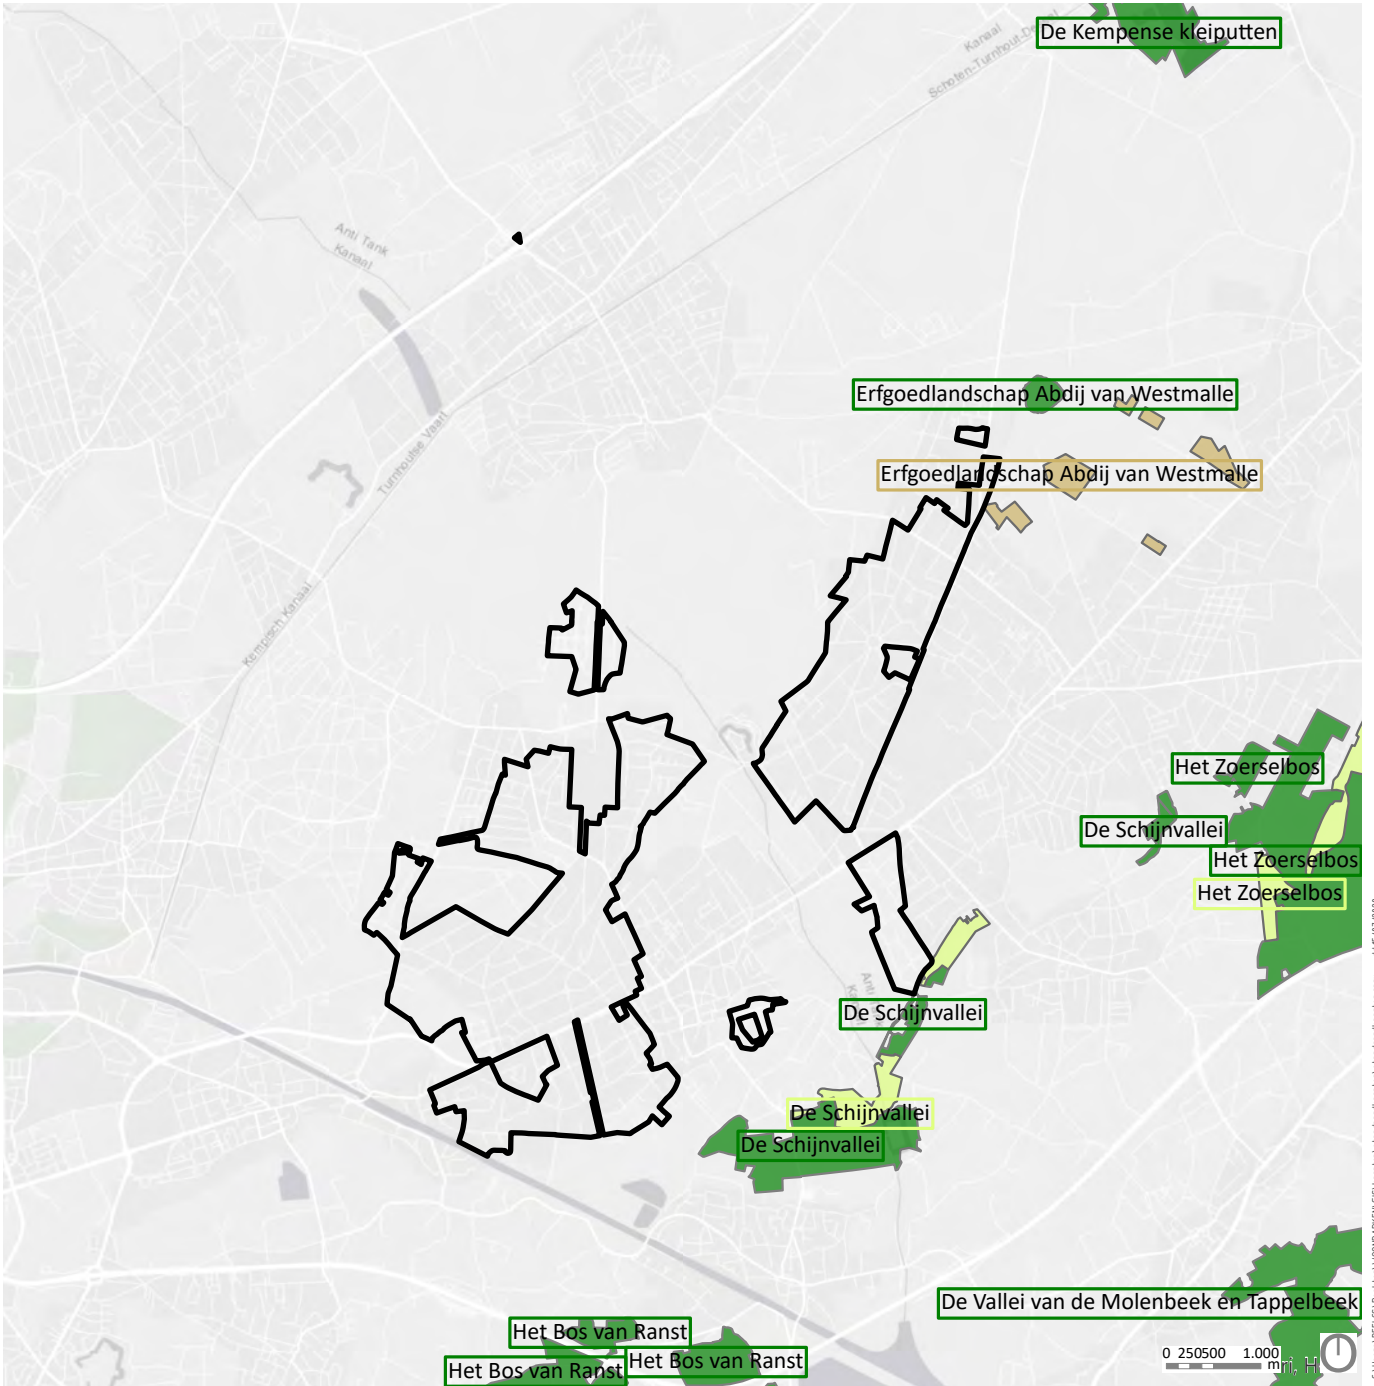 De Kempense kleiputten
Kanaal
Schoten-Turnhout-De
Anti Tank
Kanaal
Erfgoedlandschap Abdij van Westmalle
Turnhoutse Vaart
Erfgoedlandschap Abdij van Westmalle
Kempisch Kanaal
Het Zoerselbos
De Schijnvallei
Het Zoerselbos
Het Zoerselbos
Anti
De Schijnvallei
De Schijnvallei
De Schijnvallei
De Vallei van de Molenbeek en Tappelbeek
Het Bos van Ranst
Het Bos van Ranst
Het Bos van Ranst
0 250500 1.000
m